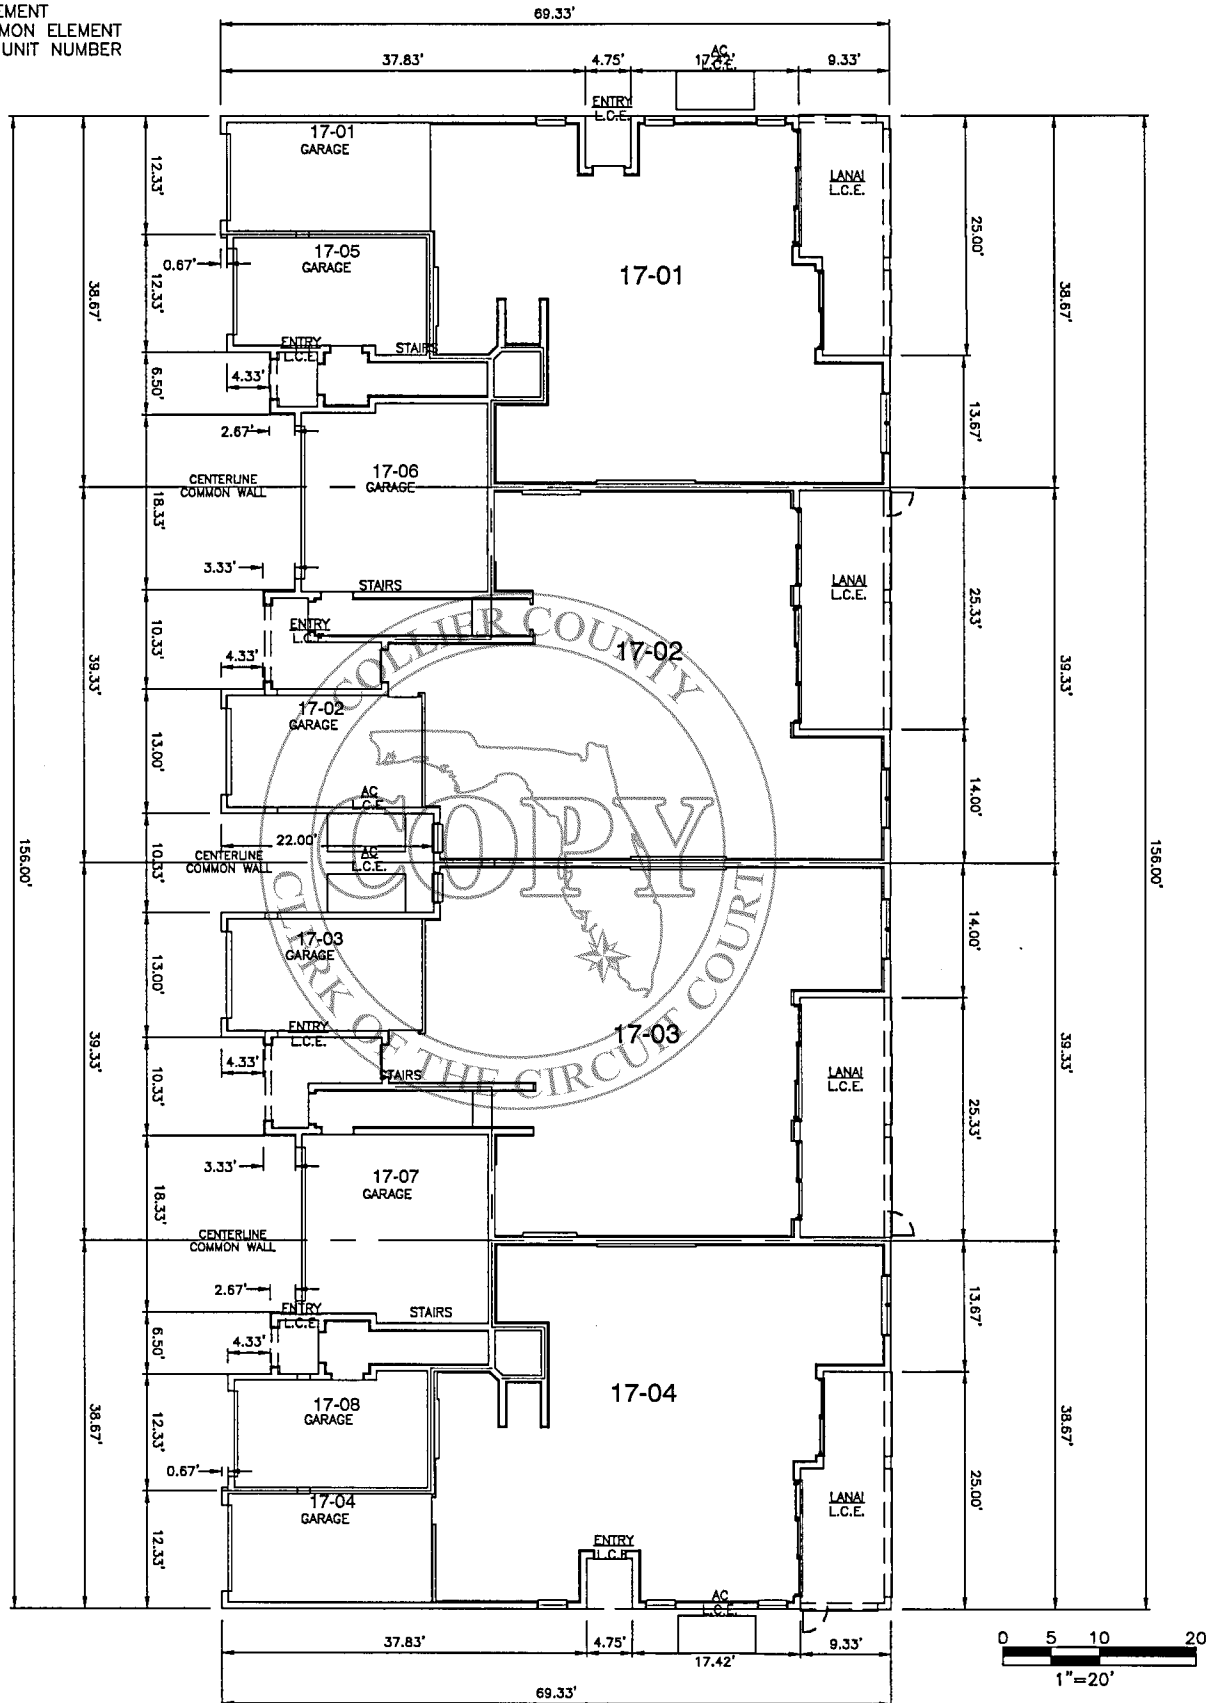 EMENT
MON ELEMENT
UNIT NUMBER
69.33'
37.83'
4.75'
17.42'
9.33'
AC
L.C.E.
ENTRY
L.C.E.
17-01
GARAGE
LANAI
L.C.E.
12.33'
25.00'
17-05
GARAGE
17-01
0.67'
12.33'
38.67'
38.67'
ENTRY
L.C.E.
STAIRS
4.33'
6.50'
13.67'
2.67'
17-06
GARAGE
CENTERLINE
COMMON WALL
18.33'
3.33'
STAIRS
LANAI
L.C.E.
25.33'
ENTRY
L.C.E.
10.33'
17-02
4.33'
39.33'
39.33'
17-02
GARAGE
13.00'
14.00'
AC
L.C.E.
22.00'
CENTERLINE
COMMON WALL
AC
L.C.E.
10.33'
156.00'
156.00'
COLLIER COUNTY
COPY
CLERK OF THE CIRCUIT COURT
17-03
GARAGE
13.00'
14.00'
ENTRY
L.C.E.
17-03
39.33'
39.33'
4.33'
10.33'
STAIRS
LANAI
L.C.E.
25.33'
3.33'
17-07
GARAGE
18.33'
CENTERLINE
COMMON WALL
2.67'
13.67'
ENTRY
L.C.E.
STAIRS
4.33'
6.50'
17-04
17-08
GARAGE
38.67'
12.33'
38.67'
0.67'
25.00'
LANAI
L.C.E.
17-04
GARAGE
12.33'
ENTRY
L.C.E
AC
L.C.E.
37.83'
4.75'
17.42'
9.33'
69.33'
0 5 10 20
1"=20'